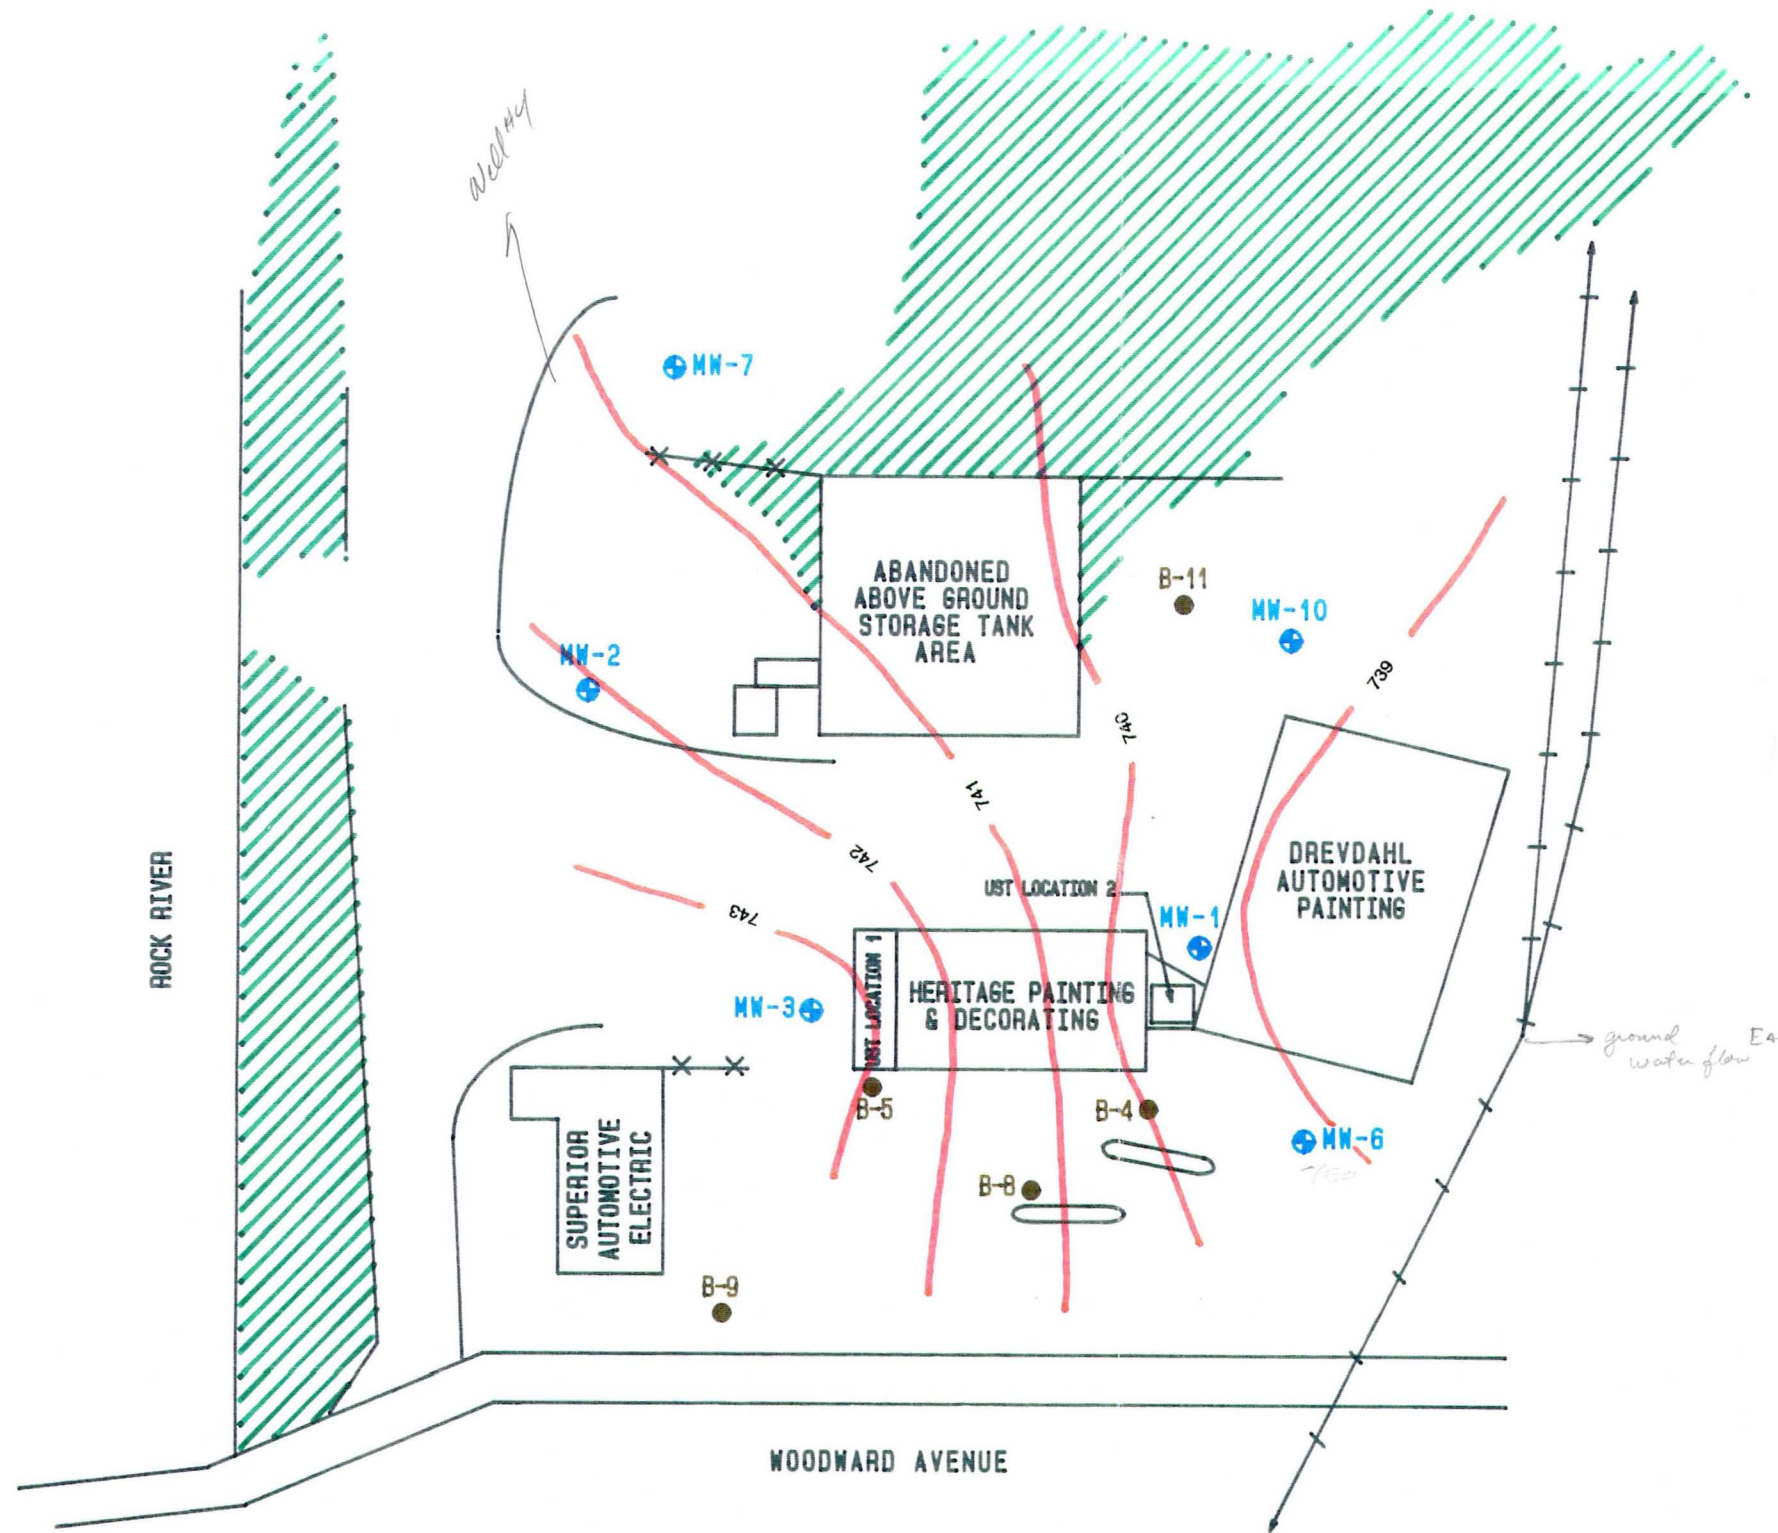 Well #4
MW-7
ABANDONED
ABOVE GROUND
STORAGE TANK
AREA
B-11
MW-10
MW-2
739
740
741
742
743
DREVDAHL
AUTOMOTIVE
PAINTING
UST LOCATION 2
MW-1
ROCK RIVER
UST LOCATION 1
HERITAGE PAINTING
& DECORATING
MW-3
ground
water flow
B-5
B-4
MW-6
B-8
SUPERIOR
AUTOMOTIVE
ELECTRIC
B-9
WOODWARD AVENUE